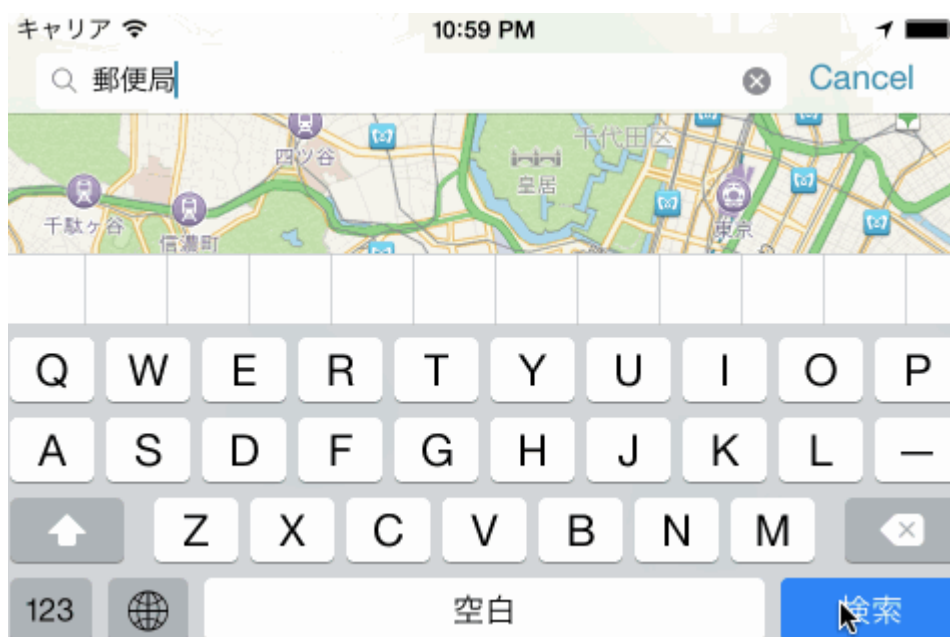 キャリア 10:59 PM
郵便局 Cancel
千代田区
四ツ谷
皇居
千駄ヶ谷
信濃町
東京
Q W E R T Y U I O P
A S D F G H J K L ー
Z X C V B N M
123 空白 検索